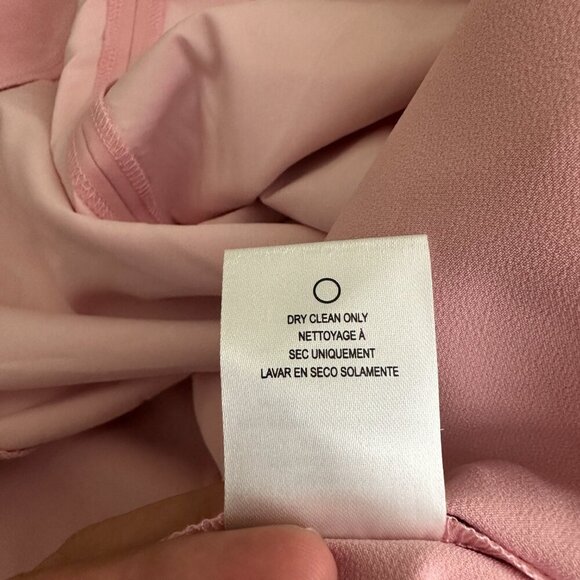 DRY CLEAN ONLY
NETTOYAGE À
SEC UNIQUEMENT
LAVAR EN SECO SOLAMENTE